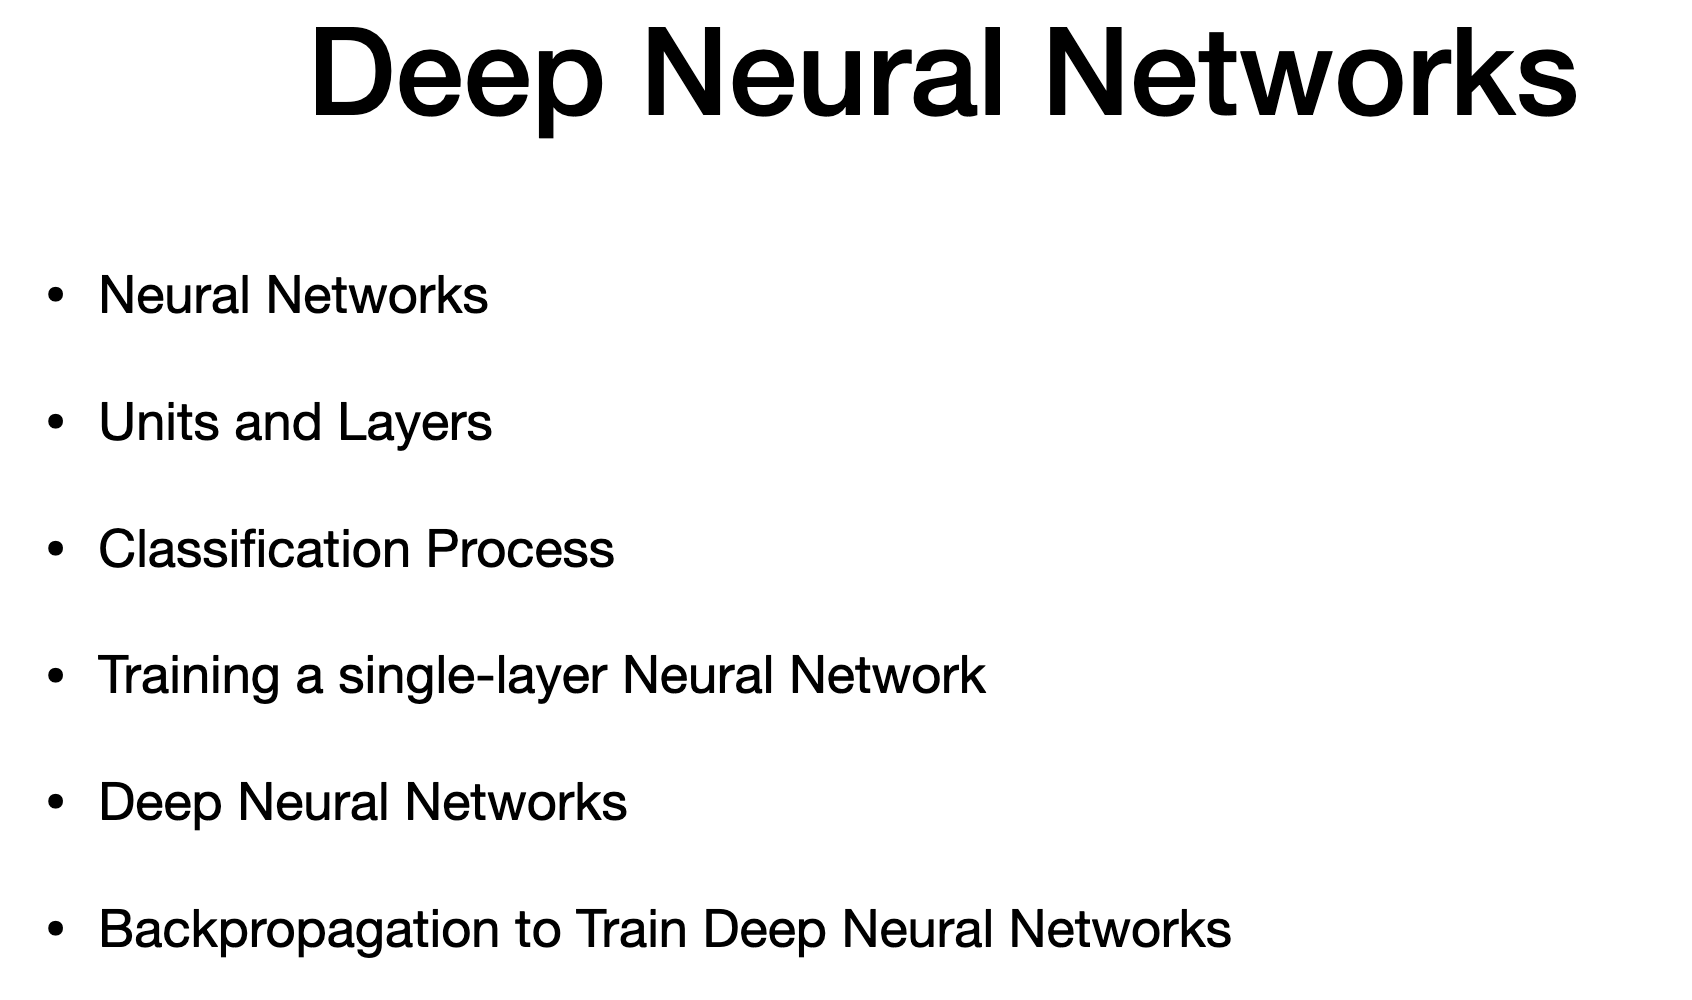 Deep Neural Networks
• Neural Networks
• Units and Layers
• Classification Process
• Training a single-layer Neural Network
• Deep Neural Networks
• Backpropagation to Train Deep Neural Networks